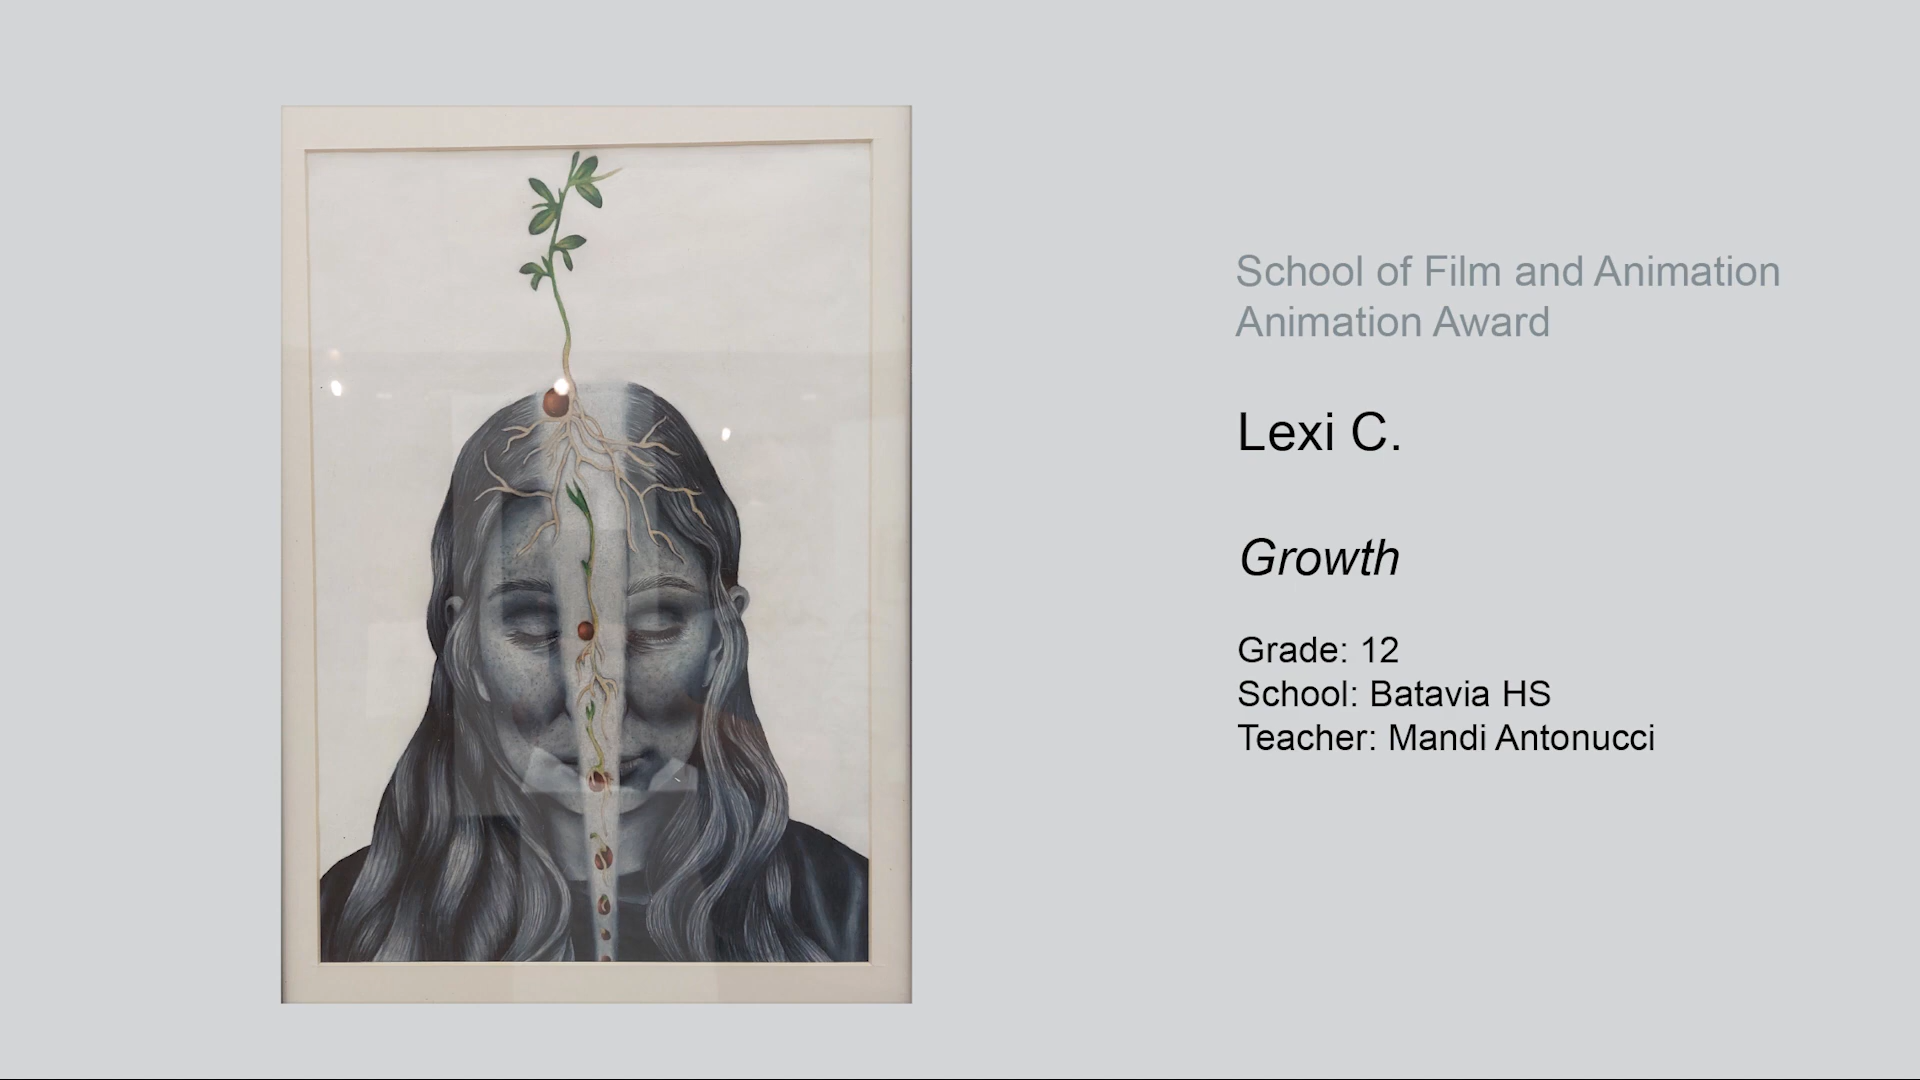 School of Film and Animation
Animation Award
Lexi C.
Growth
Grade: 12
School: Batavia HS
Teacher: Mandi Antonucci